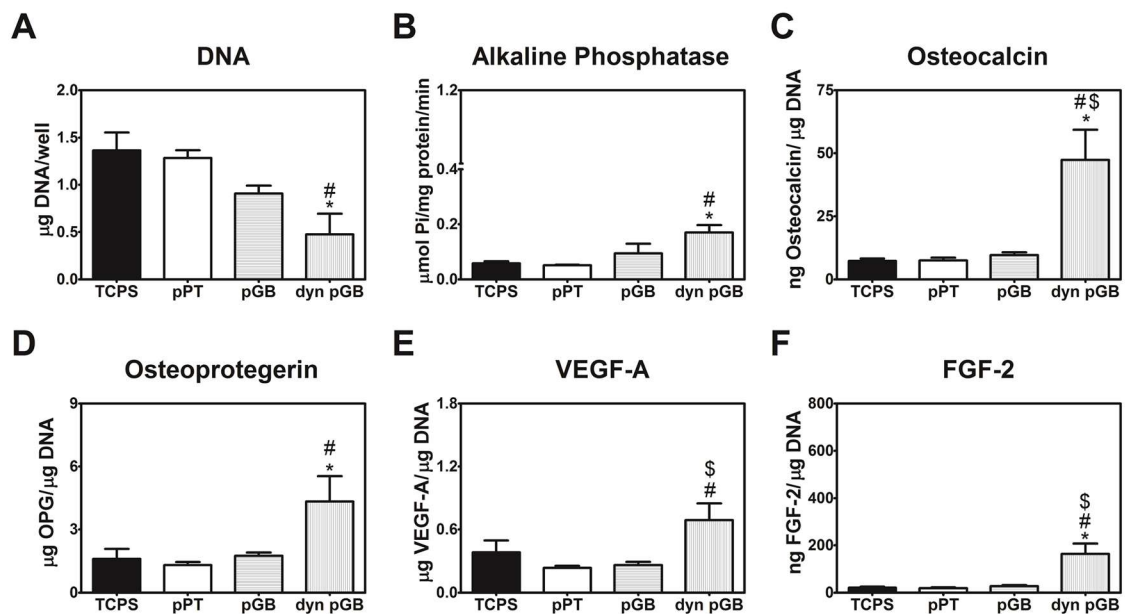 A
DNA
μg DNA/well
2.0
1.5
1.0
0.5
0.0
#
*
TCPS pPT pGB dyn pGB
B
Alkaline Phosphatase
μmol Pi/mg protein/min
1.2
0.4
0.2
0.0
#
*
TCPS pPT pGB dyn pGB
C
Osteocalcin
ng Osteocalcin/μg DNA
75
50
25
0
#$
*
TCPS pPT pGB dyn pGB
D
Osteoprotegerin
μg OPG/μg DNA
9
6
3
0
#
*
TCPS pPT pGB dyn pGB
E
VEGF-A
μg VEGF-A/μg DNA
1.8
1.2
0.6
0.0
$
#
TCPS pPT pGB dyn pGB
F
FGF-2
ng FGF-2/μg DNA
800
600
400
200
0
$
#
*
TCPS pPT pGB dyn pGB